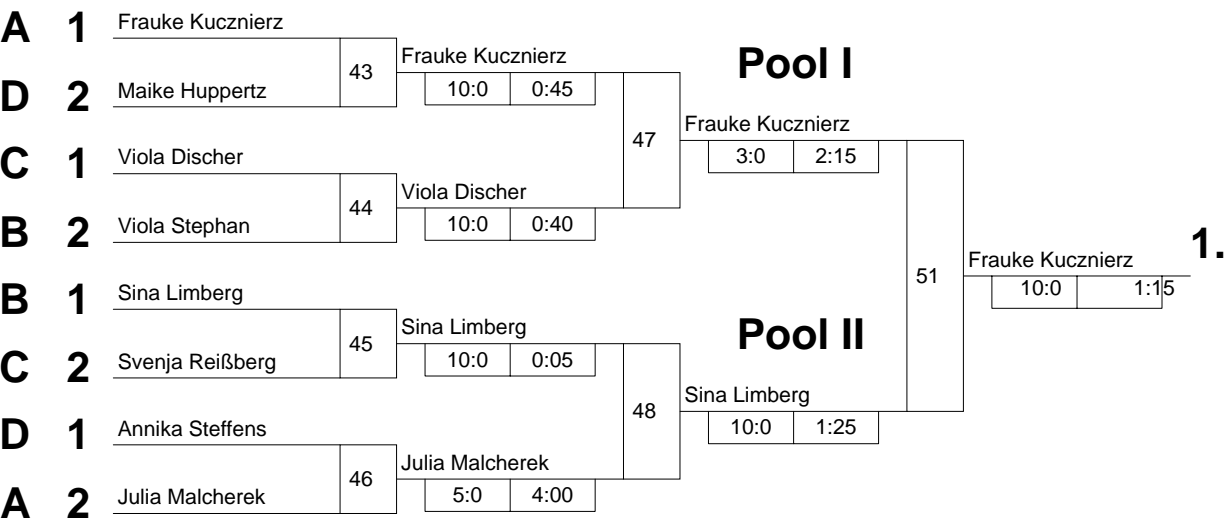 A 1 Frauke Kucznierz
43 Frauke Kucznierz
10:0 0:45
Pool I
D 2 Maike Huppertz
47 Frauke Kucznierz
3:0 2:15
C 1 Viola Discher
44 Viola Discher
10:0 0:40
B 2 Viola Stephan
51 Frauke Kucznierz 1.
10:0 1:15
B 1 Sina Limberg
45 Sina Limberg
10:0 0:05
Pool II
C 2 Svenja Reißberg
48 Sina Limberg
10:0 1:25
D 1 Annika Steffens
46 Julia Malcherek
5:0 4:00
A 2 Julia Malcherek